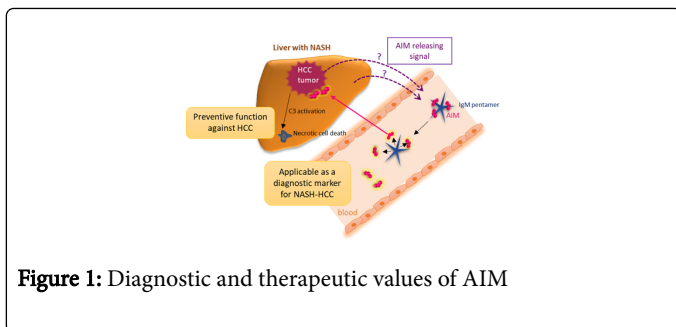 Liver with NASH
AIM releasing
signal
?
?
HCC
tumor
IgM pentamer
AIM
C3 activation
Preventive function
against HCC
Necrotic cell death
Applicable as a
diagnostic marker
for NASH-HCC
blood
Figure 1: Diagnostic and therapeutic values of AIM